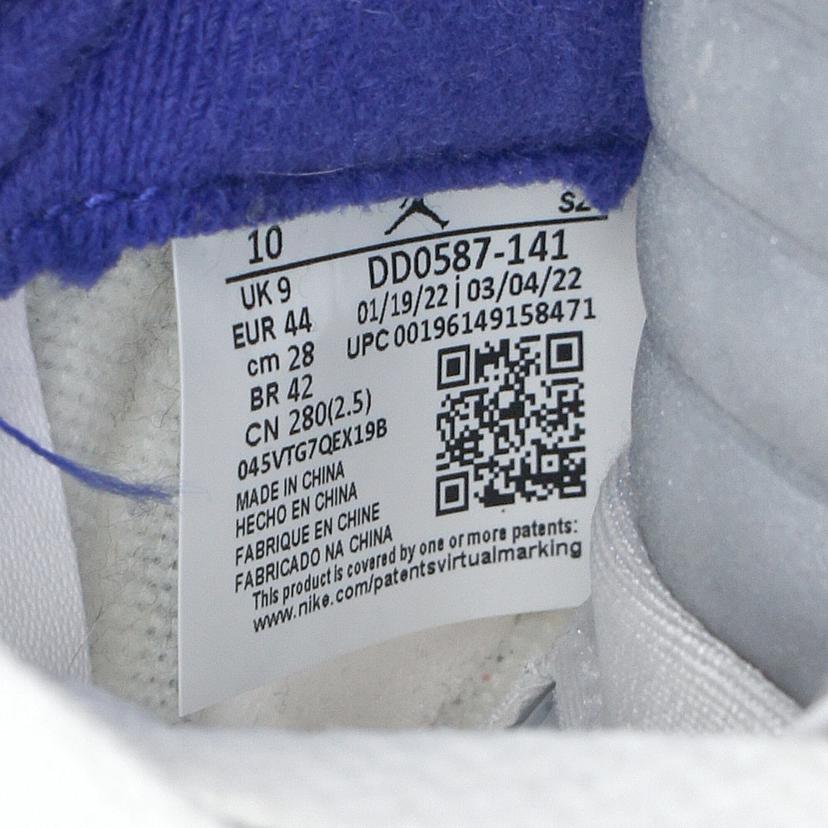 10
SZ
UK 9
DD0587-141
EUR 44
01/19/22 | 03/04/22
cm 28
UPC 00196149158471
BR 42
CN 280(2.5)
045VTG7QEX19B
MADE IN CHINA
HECHO EN CHINA
FABRIQUE EN CHINE
FABRICADO NA CHINA
This product is covered by one or more patents:
www.nike.com/patentsvirtualmarking